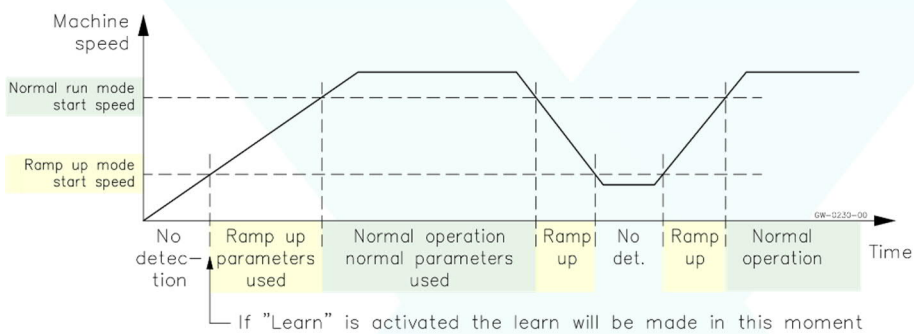 Machine
speed
Normal run mode
start speed
Ramp up mode
start speed
GW-0230-00
No
detec-
tion
Ramp up
parameters
used
Normal operation
normal parameters
used
Ramp
up
No
det.
Ramp
up
Normal
operation
Time
If "Learn" is activated the learn will be made in this moment